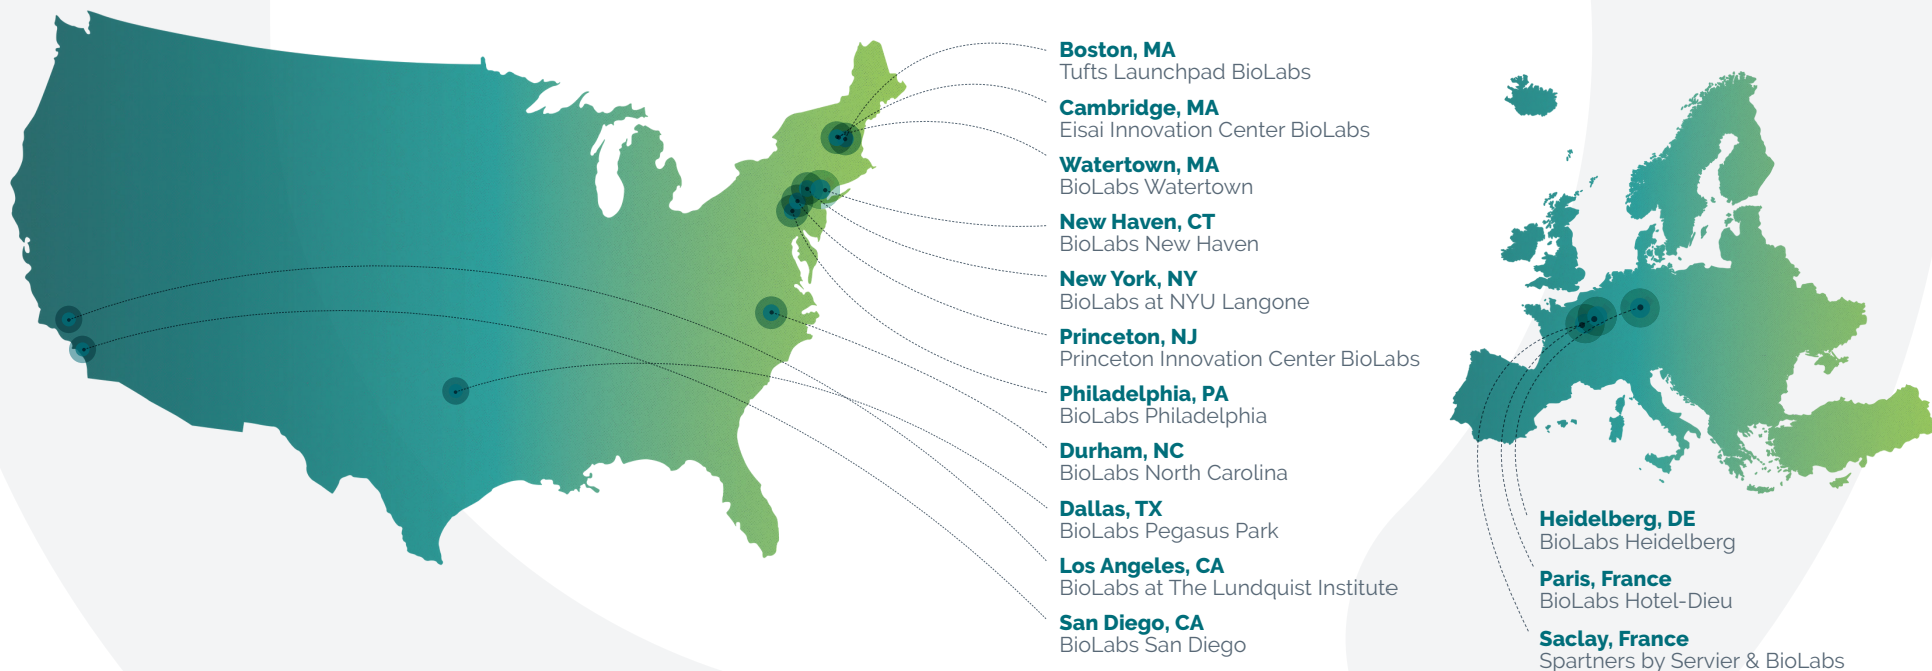 Boston, MA
Tufts Launchpad BioLabs
Cambridge, MA
Eisai Innovation Center BioLabs
Watertown, MA
BioLabs Watertown
New Haven, CT
BioLabs New Haven
New York, NY
BioLabs at NYU Langone
Princeton, NJ
Princeton Innovation Center BioLabs
Philadelphia, PA
BioLabs Philadelphia
Durham, NC
BioLabs North Carolina
Dallas, TX
BioLabs Pegasus Park
Los Angeles, CA
BioLabs at The Lundquist Institute
San Diego, CA
BioLabs San Diego
Heidelberg, DE
BioLabs Heidelberg
Paris, France
BioLabs Hotel-Dieu
Saclay, France
Spartners by Servier & BioLabs